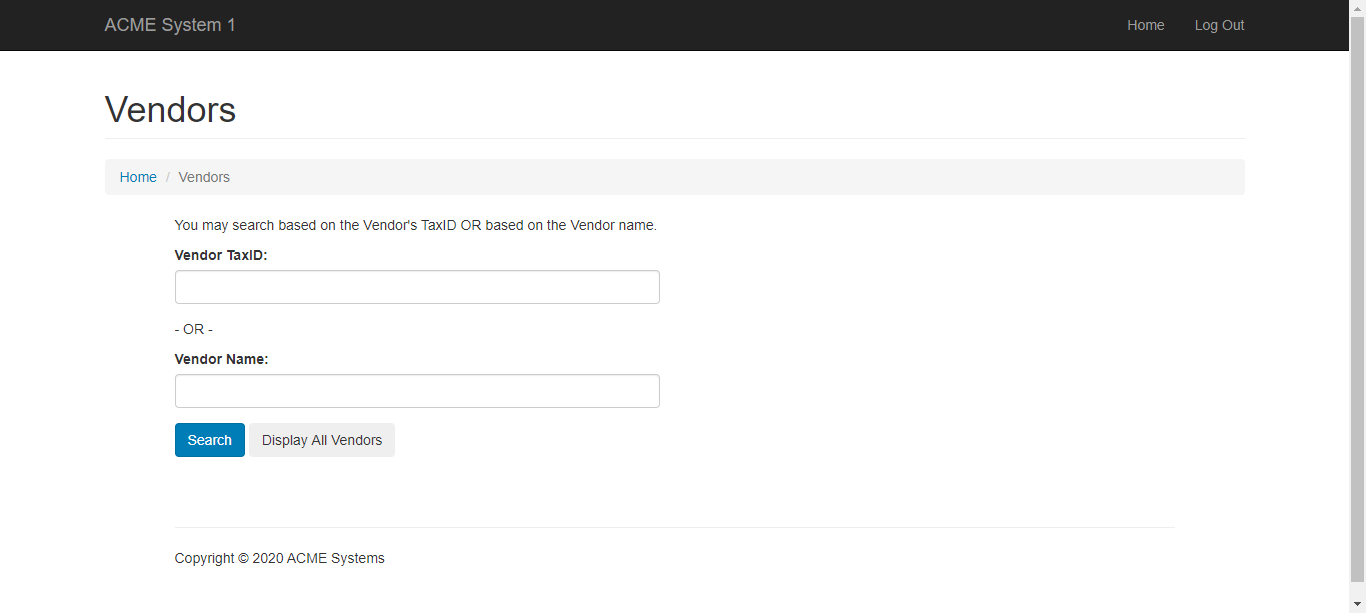 ACME System 1 Home Log Out
Vendors
Home / Vendors
You may search based on the Vendor's TaxID OR based on the Vendor name.
Vendor TaxID:
- OR -
Vendor Name:
Search Display All Vendors
Copyright © 2020 ACME Systems